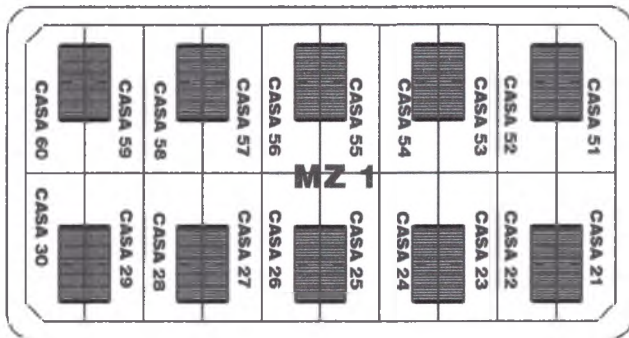 CASA 60
CASA 59
CASA 58
CASA 57
CASA 56
CASA 55
CASA 54
CASA 53
CASA 52
CASA 51
MZ 1
CASA 30
CASA 29
CASA 28
CASA 27
CASA 26
CASA 25
CASA 24
CASA 23
CASA 22
CASA 21